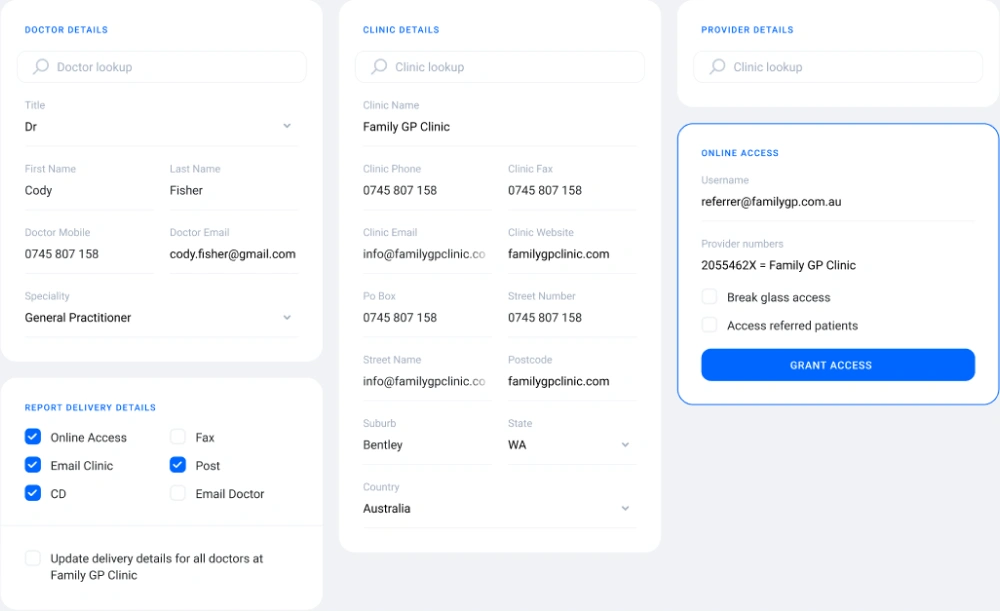 DOCTOR DETAILS
Doctor lookup
Title
Dr
First Name
Last Name
Cody
Fisher
Doctor Mobile
Doctor Email
0745 807 158
cody.fisher@gmail.com
Speciality
General Practitioner
REPORT DELIVERY DETAILS
Online Access
Fax
Email Clinic
Post
CD
Email Doctor
Update delivery details for all doctors at
Family GP Clinic
CLINIC DETAILS
Clinic lookup
Clinic Name
Family GP Clinic
Clinic Phone
Clinic Fax
0745 807 158
0745 807 158
Clinic Email
Clinic Website
info@familygpclinic.co
familygpclinic.com
Po Box
Street Number
0745 807 158
0745 807 158
Street Name
Postcode
info@familygpclinic.co
familygpclinic.com
Suburb
State
Bentley
WA
Country
Australia
PROVIDER DETAILS
Clinic lookup
ONLINE ACCESS
Username
referrer@familygp.com.au
Provider numbers
2055462X = Family GP Clinic
Break glass access
Access referred patients
GRANT ACCESS